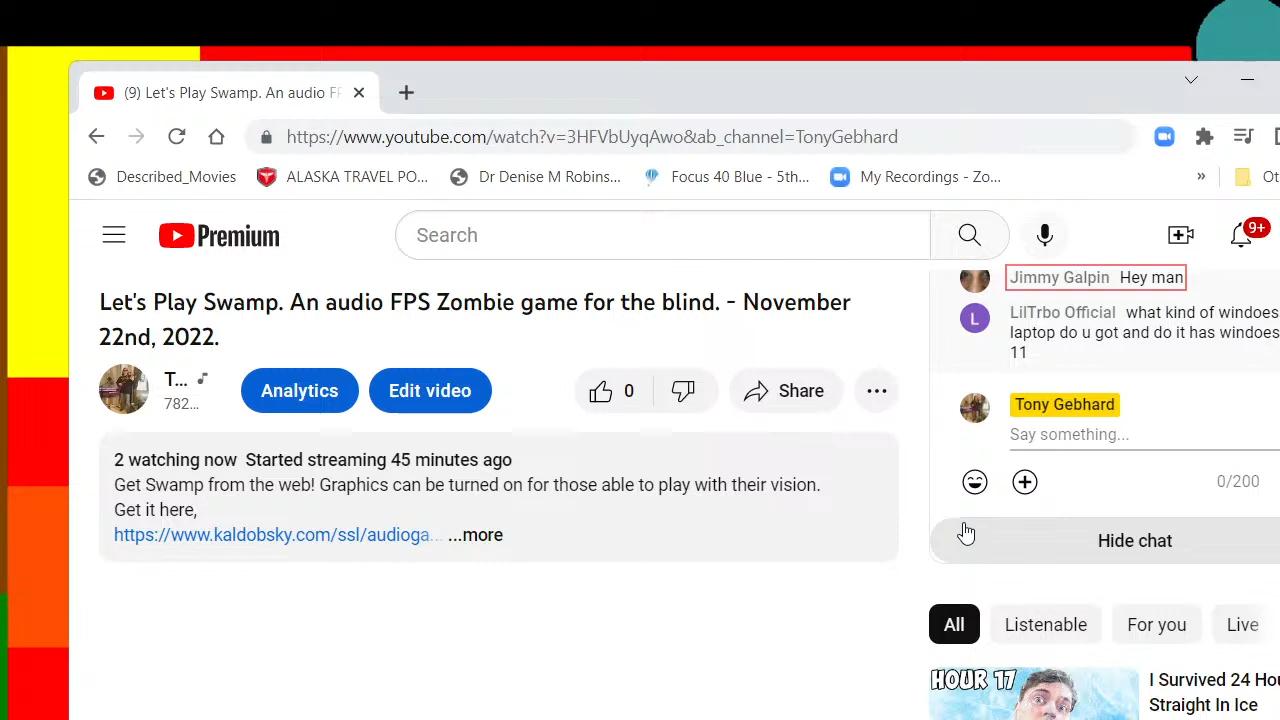 (9) Let's Play Swamp. An audio FP
https://www.youtube.com/watch?v=3HFVbUyqAwo&ab_channel=TonyGebhard
Described_Movies ALASKA TRAVEL PO... Dr Denise M Robins... Focus 40 Blue - 5th... My Recordings - Zo... » Ot
Premium Search 9+
Let's Play Swamp. An audio FPS Zombie game for the blind. - November
22nd, 2022.
T...
782...
Analytics Edit video 0 Share
2 watching now Started streaming 45 minutes ago
Get Swamp from the web! Graphics can be turned on for those able to play with their vision.
Get it here,
https://www.kaldobsky.com/ssl/audioga... ...more
Jimmy Galpin Hey man
L LilTrbo Official what kind of windoes
laptop do u got and do it has windoes
11
Tony Gebhard
Say something...
0/200
Hide chat
All Listenable For you Live
HOUR 17
I Survived 24 Hou
Straight In Ice